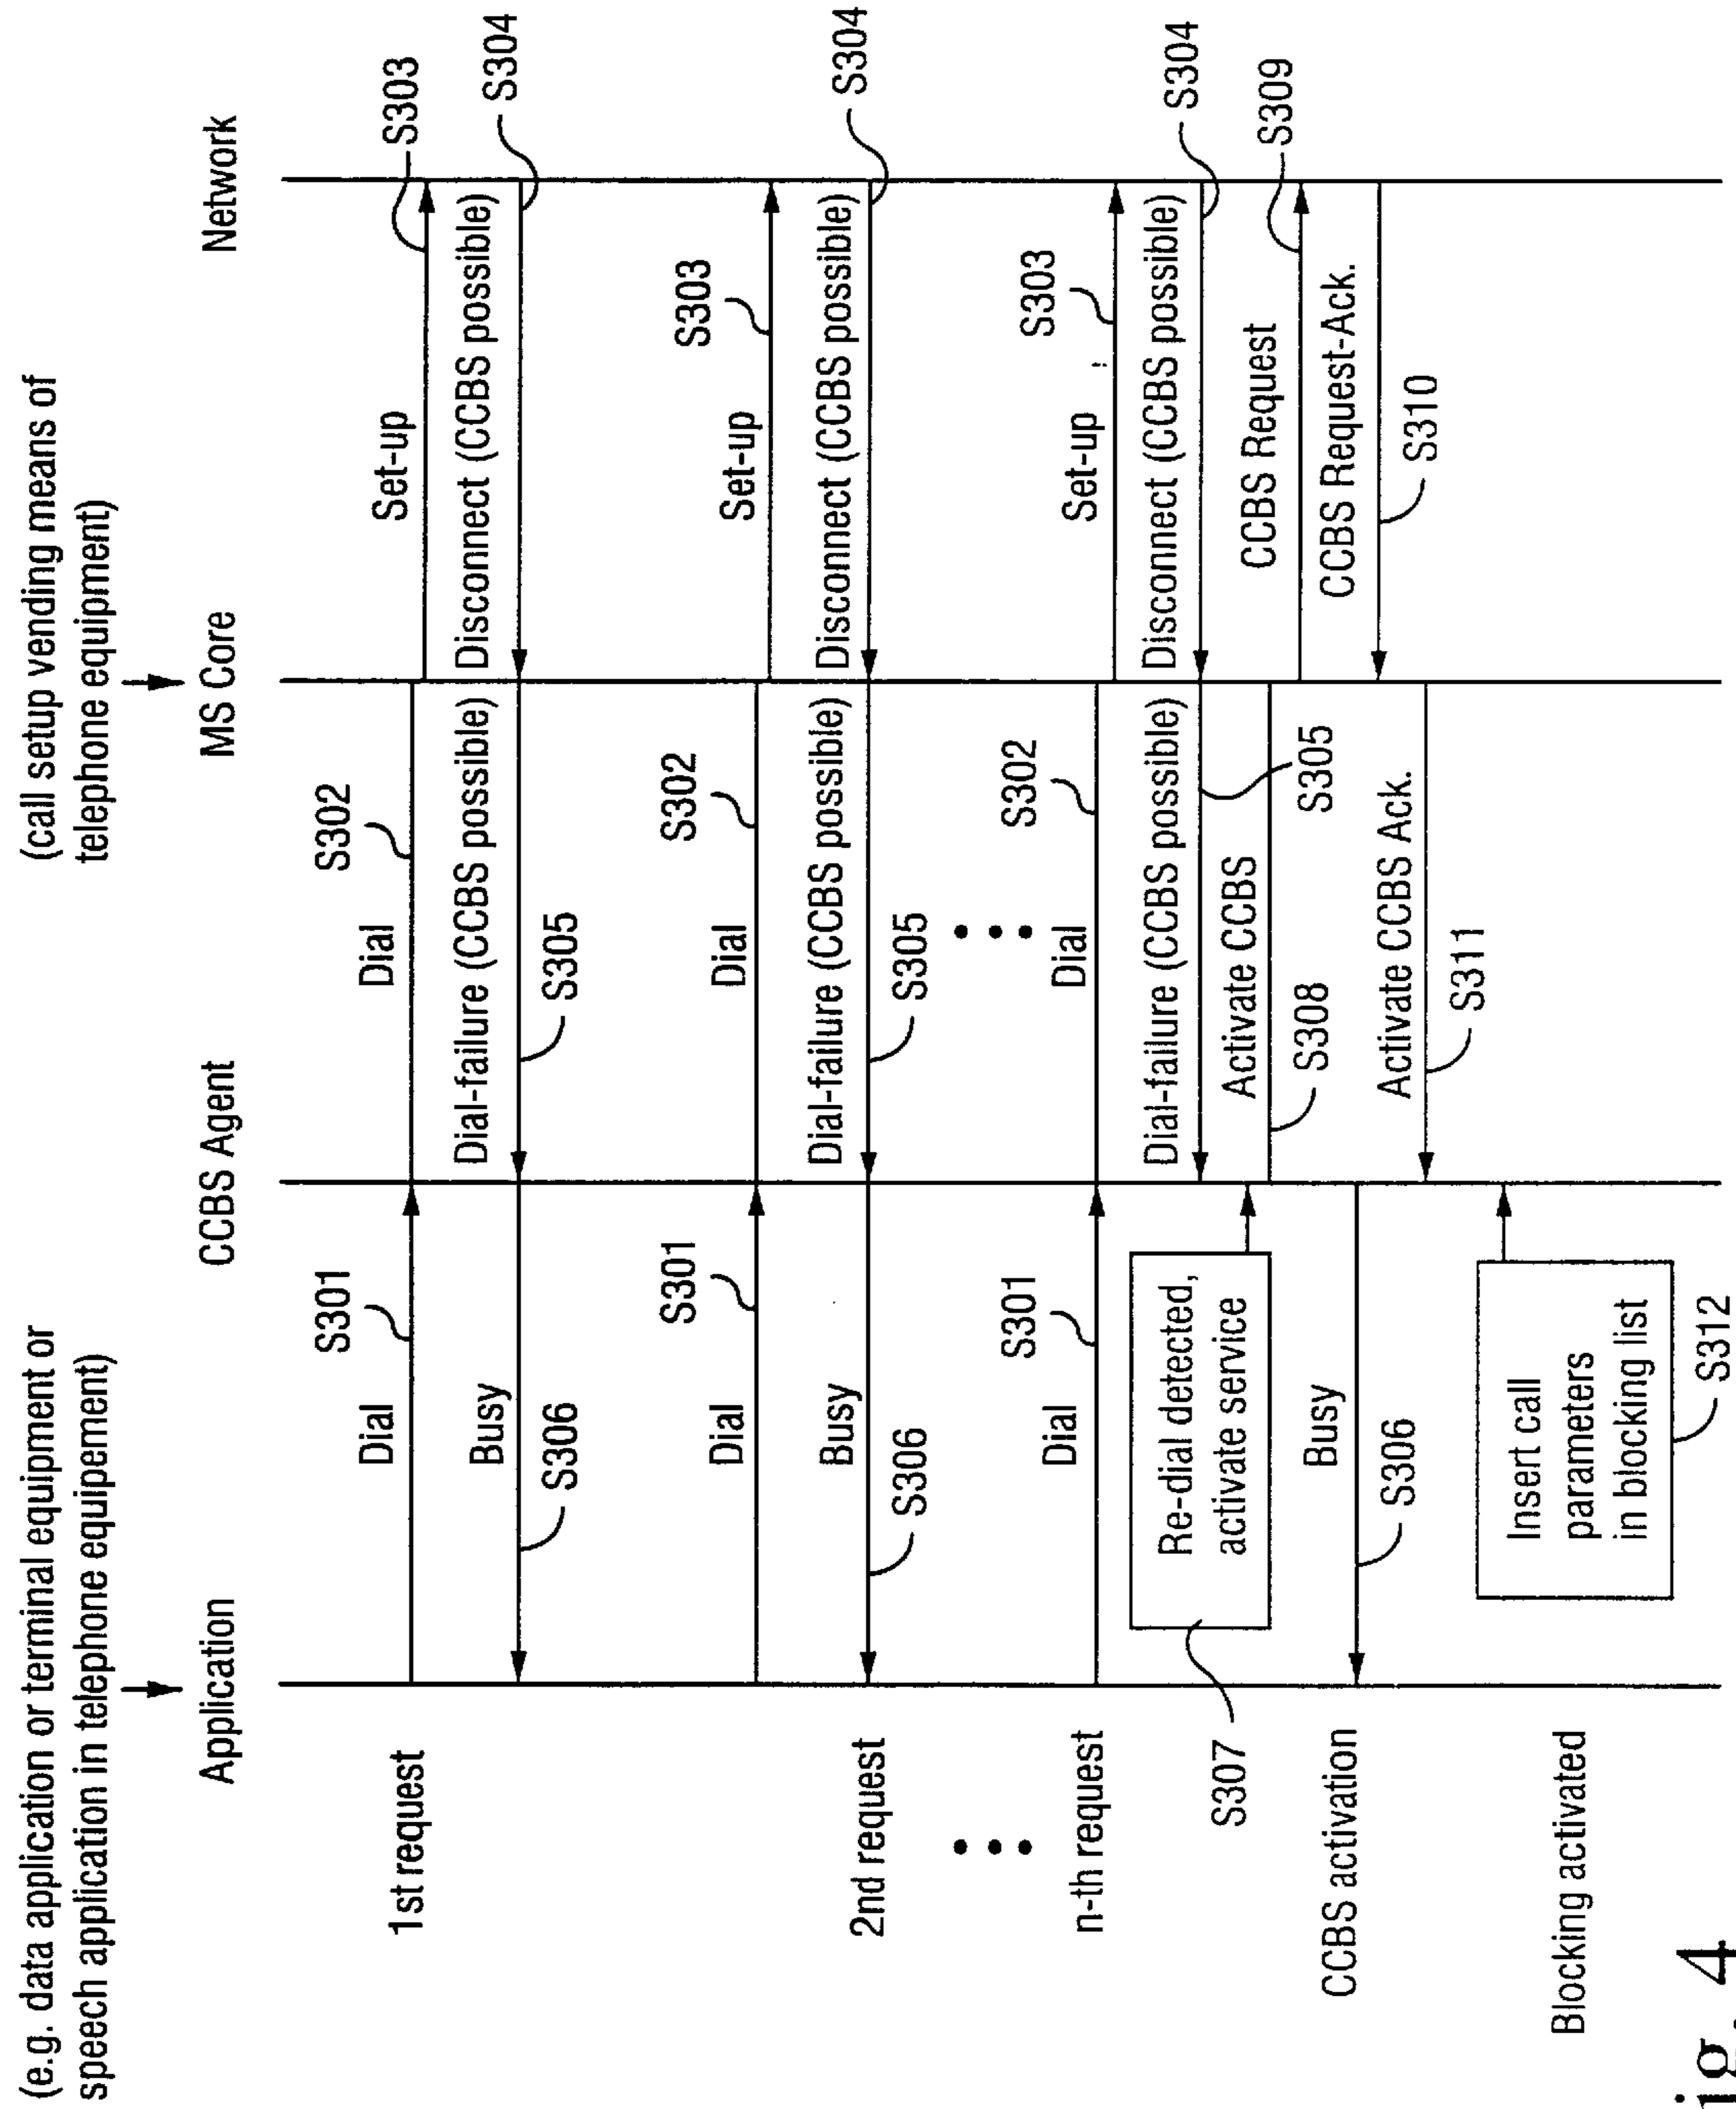 (e.g. data application or terminal equipment or
speech application in telephone equipement)
(call setup vending means of
telephone equipment)
Application
CCBS Agent
MS Core
Network
1st request
Dial
S301
Dial
S302
Set-up
S303
Busy
S306
Dial-failure (CCBS possible)
S305
Disconnect (CCBS possible)
S304
2nd request
Dial
S301
Dial
S302
Set-up
S303
Busy
S306
Dial-failure (CCBS possible)
S305
Disconnect (CCBS possible)
S304
n-th request
Dial
S301
Dial
S302
Set-up
S303
S307
Re-dial detected,
activate service
Dial-failure (CCBS possible)
S305
Disconnect (CCBS possible)
S304
Activate CCBS
S308
CCBS Request
S309
CCBS activation
Busy
S306
CCBS Request-Ack.
S310
Activate CCBS Ack.
S311
Blocking activated
Insert call
parameters
in blocking list
S312
ig. 4